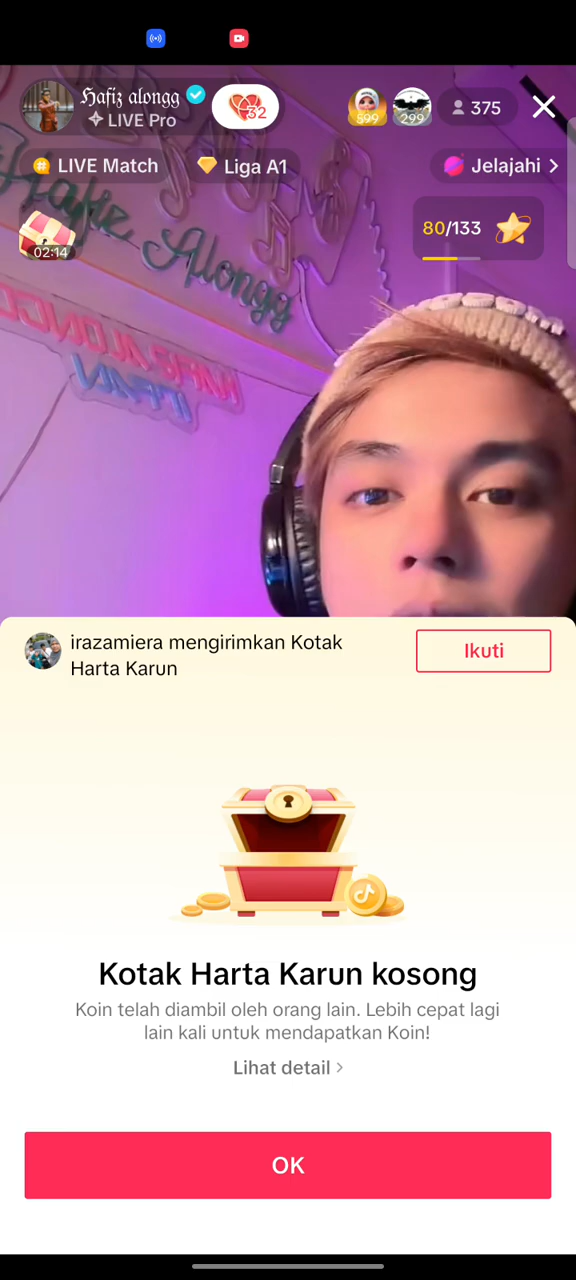 Hafiz alongg
LIVE Pro
32
599
299
375
LIVE Match
Liga A1
Jelajahi
02:14
80/133
Hafiz Alongg
irazamiera mengirimkan Kotak
Harta Karun
Ikuti
Kotak Harta Karun kosong
Koin telah diambil oleh orang lain. Lebih cepat lagi
lain kali untuk mendapatkan Koin!
Lihat detail
OK